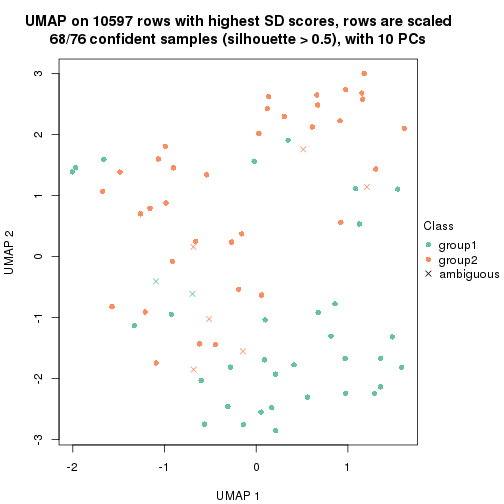 UMAP on 10597 rows with highest SD scores, rows are scaled
68/76 confident samples (silhouette > 0.5), with 10 PCs
3
2
1
0
-1
-2
-3
UMAP 2
-2
-1
0
1
UMAP 1
Class
group1
group2
ambiguous